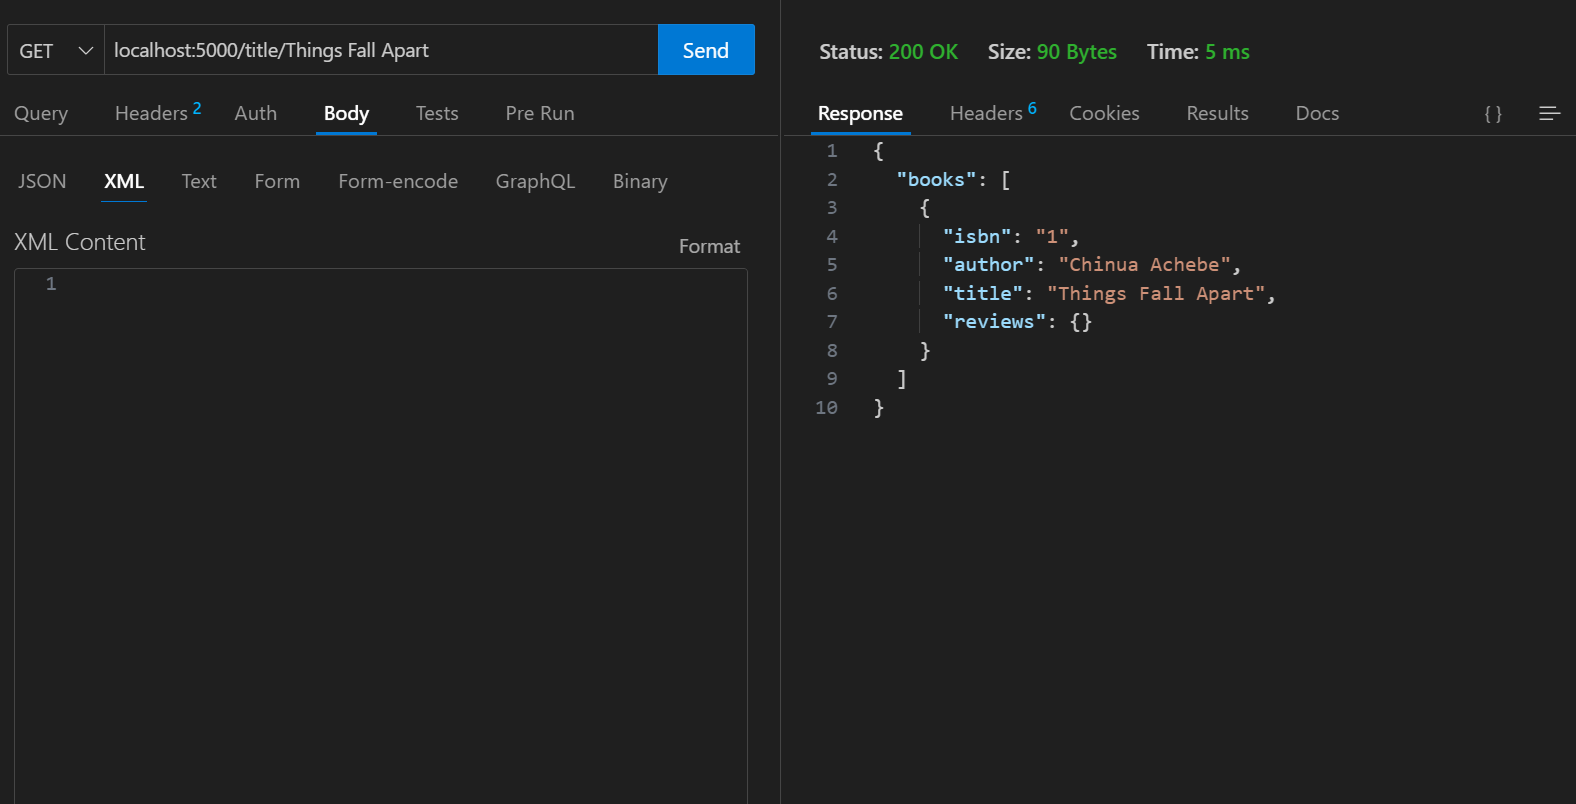 GET localhost:5000/title/Things Fall Apart Send
Query Headers 2 Auth Body Tests Pre Run
JSON XML Text Form Form-encode GraphQL Binary
XML Content Format
1
Status: 200 OK Size: 90 Bytes Time: 5 ms
Response Headers 6 Cookies Results Docs { }
1 {
2 "books": [
3 {
4 "isbn": "1",
5 "author": "Chinua Achebe",
6 "title": "Things Fall Apart",
7 "reviews": {}
8 }
9 ]
10 }